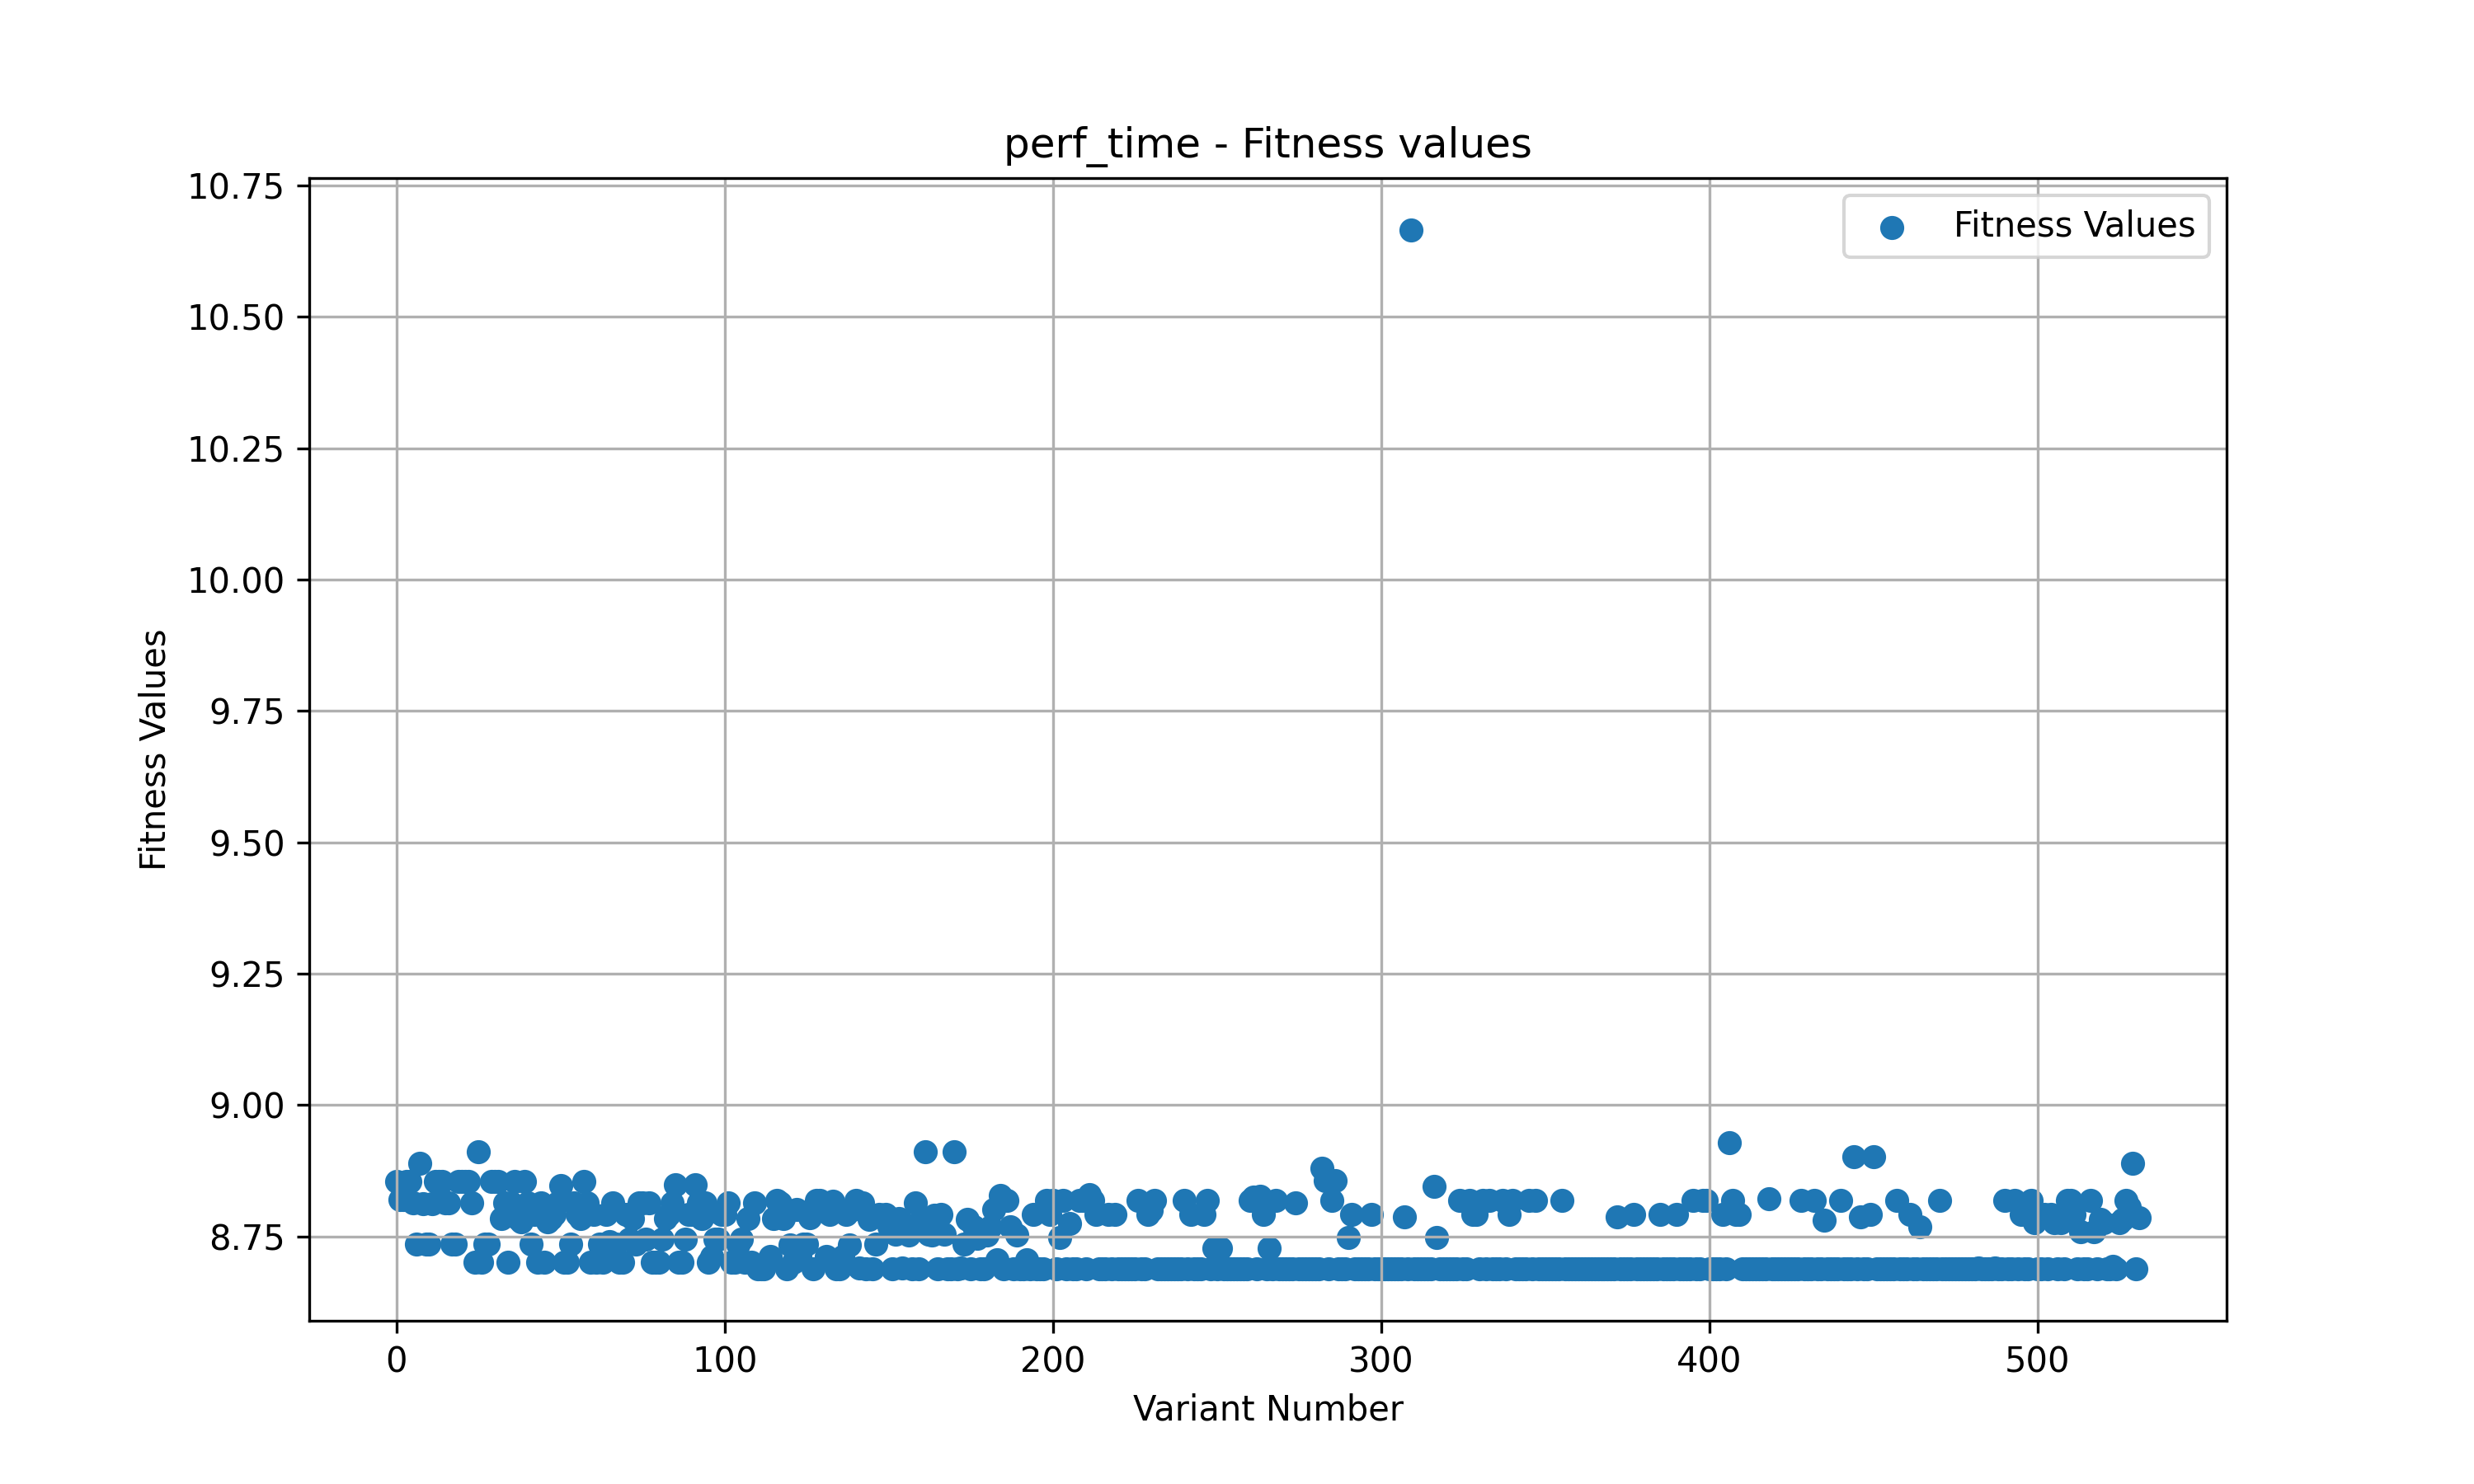 perf_time - Fitness values
Fitness Values
10.75
10.50
10.25
10.00
9.75
9.50
9.25
9.00
8.75
Fitness Values
0 100 200 300 400 500
Variant Number